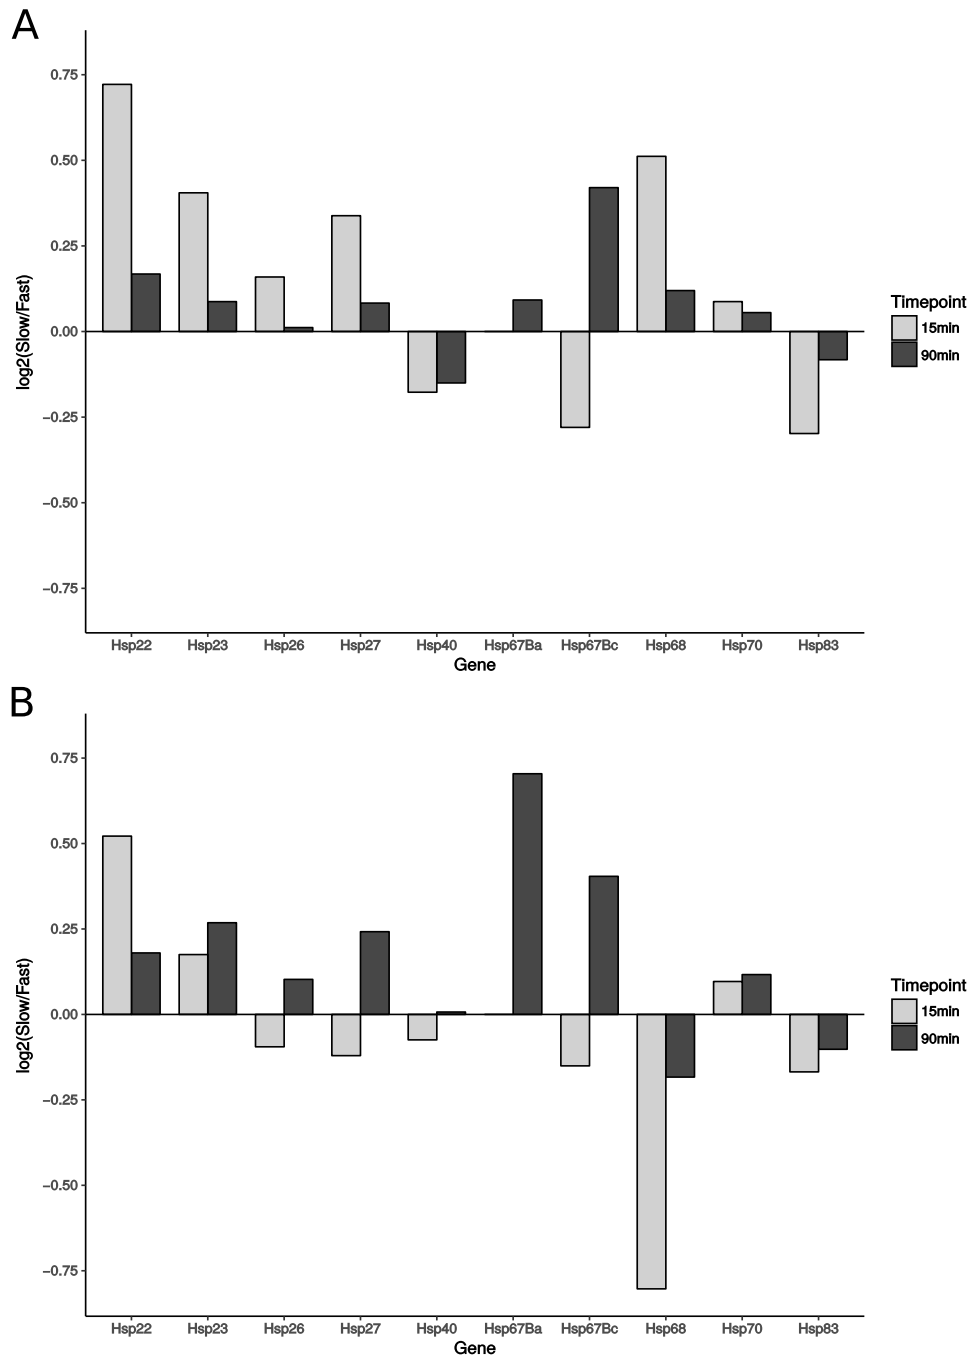 A
0.75
0.50
0.25
0.00
−0.25
−0.50
−0.75
log2(Slow/Fast)
Hsp22 Hsp23 Hsp26 Hsp27 Hsp40 Hsp67Ba Hsp67Bc Hsp68 Hsp70 Hsp83
Gene
Timepoint
15min
90min
B
0.75
0.50
0.25
0.00
−0.25
−0.50
−0.75
log2(Slow/Fast)
Hsp22 Hsp23 Hsp26 Hsp27 Hsp40 Hsp67Ba Hsp67Bc Hsp68 Hsp70 Hsp83
Gene
Timepoint
15min
90min